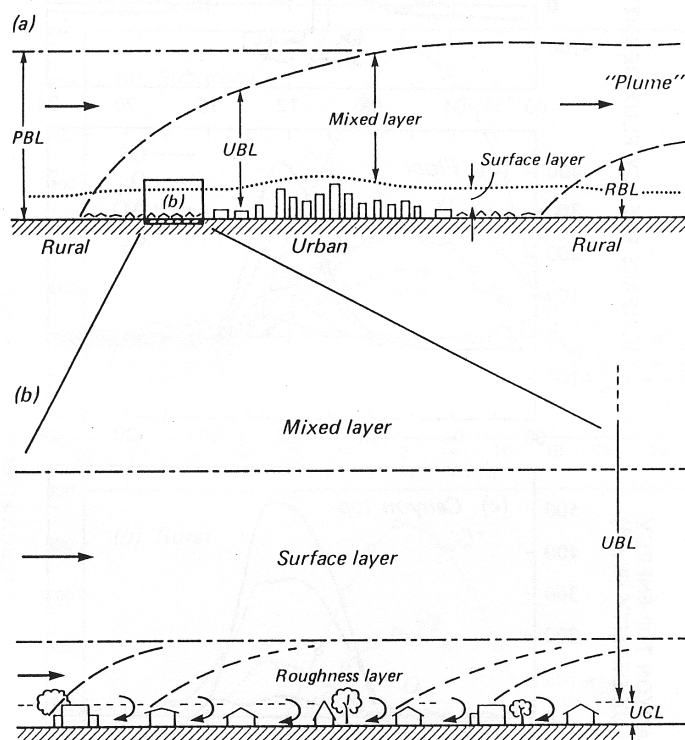 (a)
"Plume"
PBL
UBL
Mixed layer
Surface layer
(b)
RBL
Rural
Urban
Rural
(b)
Mixed layer
Surface layer
UBL
Roughness layer
UCL